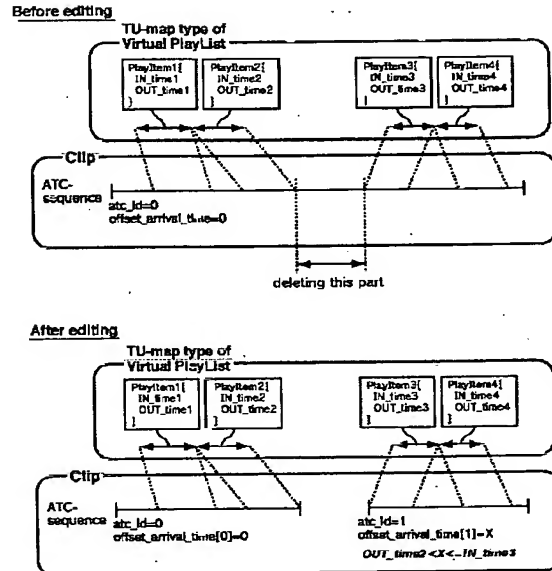 Before editing
TU-map type of
Virtual PlayList
PlayItem1{
IN_time1
OUT_time1
}
PlayItem2{
IN_time2
OUT_time2
}
PlayItem3{
IN_time3
OUT_time3
}
PlayItem4{
IN_time4
OUT_time4
}
Clip
ATC-
sequence
atc_id=0
offset_arrival_time=0
deleting this part
After editing
TU-map type of
Virtual PlayList
PlayItem1{
IN_time1
OUT_time1
}
PlayItem2{
IN_time2
OUT_time2
}
PlayItem3{
IN_time3
OUT_time3
}
PlayItem4{
IN_time4
OUT_time4
}
Clip
ATC-
sequence
atc_id=0
offset_arrival_time[0]=0
atc_id=1
offset_arrival_time[1]=X
OUT_time2<X<=IN_time3